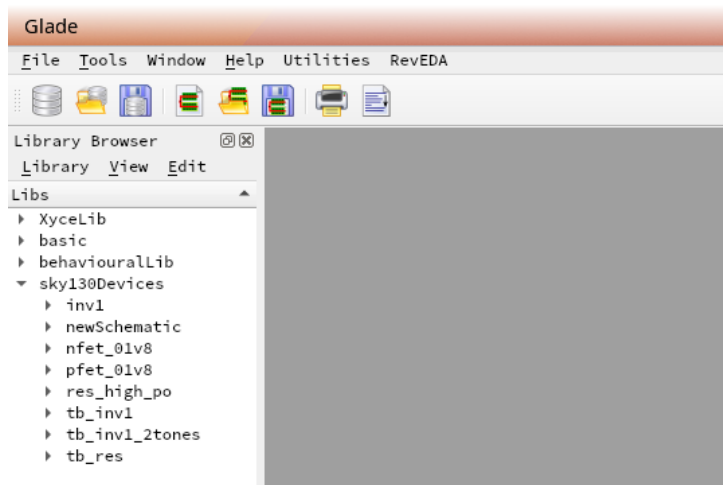 Glade
File Tools Window Help Utilities RevEDA
Library Browser
Library View Edit
Libs
XyceLib
basic
behaviouralLib
sky130Devices
inv1
newSchematic
nfet_01v8
pfet_01v8
res_high_po
tb_inv1
tb_inv1_2tones
tb_res